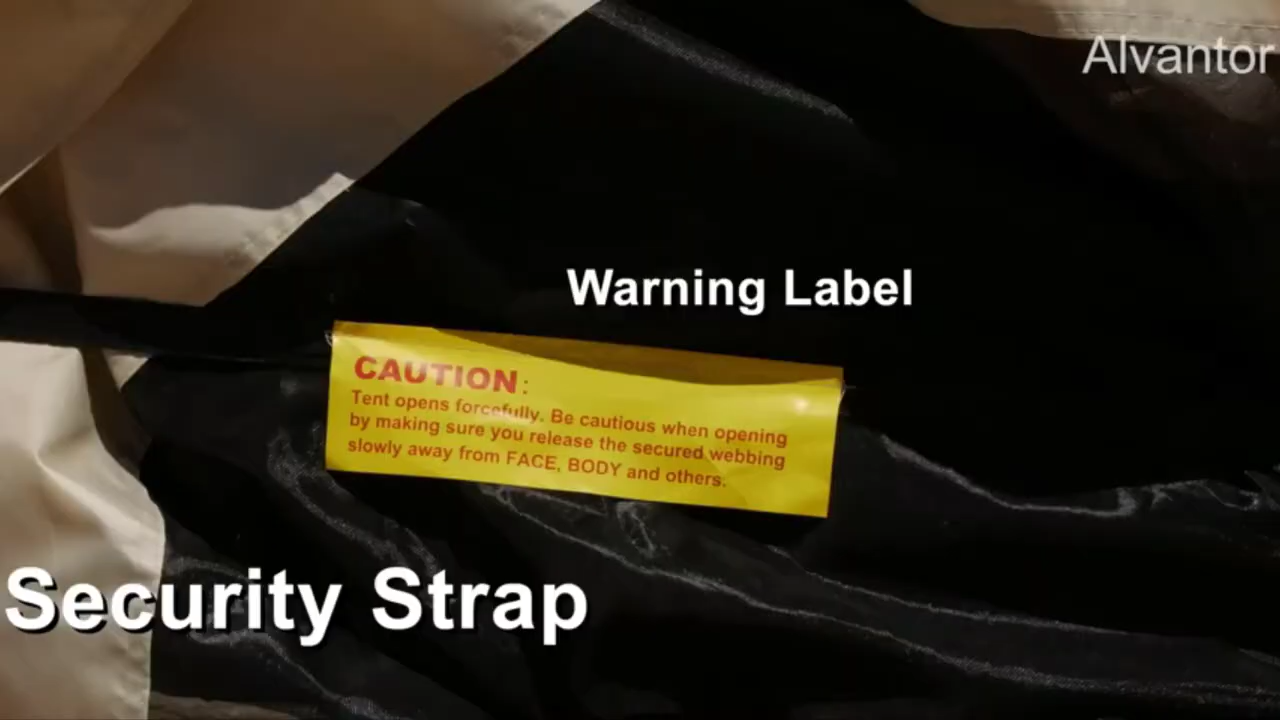 Alvantor
Warning Label
CAUTION:
Tent opens forcefully. Be cautious when opening
by making sure you release the secured webbing
slowly away from FACE, BODY and others.
Security Strap